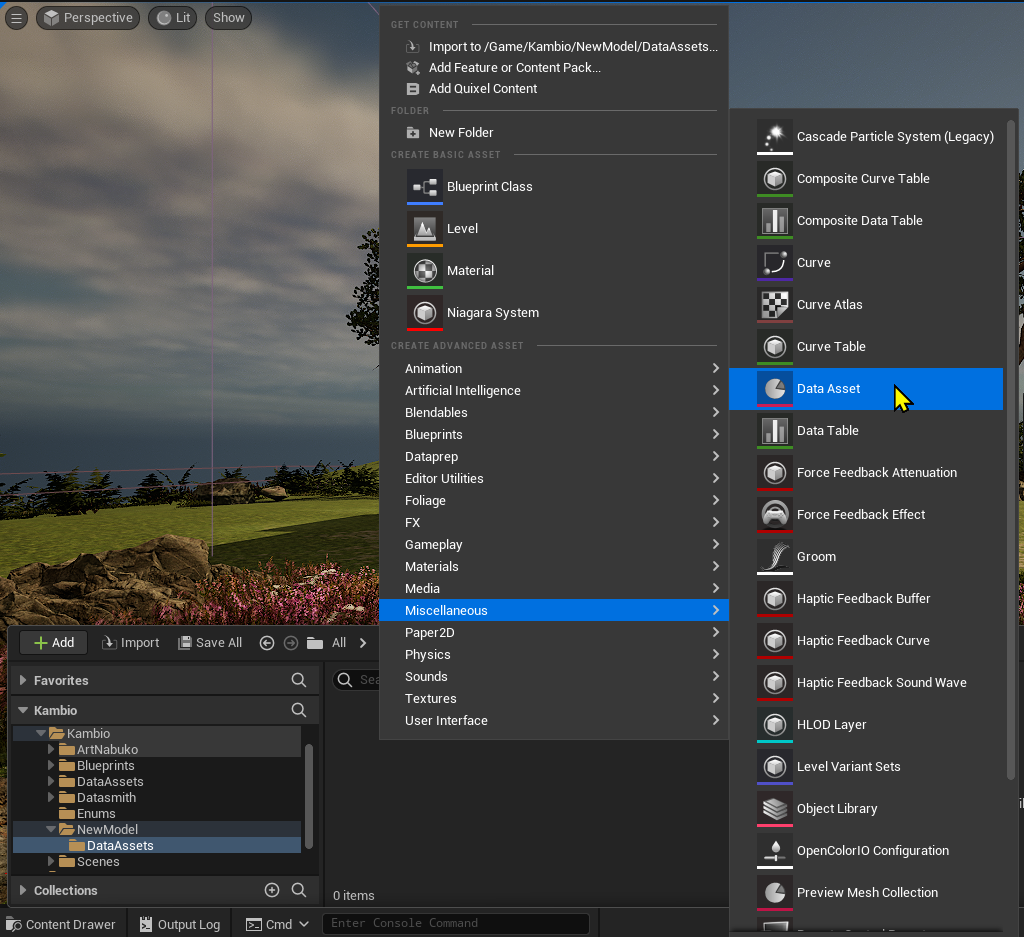 Perspective
Lit
Show
GET CONTENT
Import to /Game/Kambio/NewModel/DataAssets...
Add Feature or Content Pack...
Add Quixel Content
FOLDER
New Folder
CREATE BASIC ASSET
Blueprint Class
Level
Material
Niagara System
CREATE ADVANCED ASSET
Animation
Artificial Intelligence
Blendables
Blueprints
Dataprep
Editor Utilities
Foliage
FX
Gameplay
Materials
Media
Miscellaneous
Paper2D
Physics
Sounds
Textures
User Interface
Cascade Particle System (Legacy)
Composite Curve Table
Composite Data Table
Curve
Curve Atlas
Curve Table
Data Asset
Data Table
Force Feedback Attenuation
Force Feedback Effect
Groom
Haptic Feedback Buffer
Haptic Feedback Curve
Haptic Feedback Sound Wave
HLOD Layer
Level Variant Sets
Object Library
OpenColorIO Configuration
Preview Mesh Collection
Add
Import
Save All
All
Favorites
Sea
Kambio
Kambio
ArtNabuko
Blueprints
DataAssets
Datasmith
Enums
NewModel
DataAssets
Scenes
Collections
0 items
Content Drawer
Output Log
Cmd
Enter Console Command